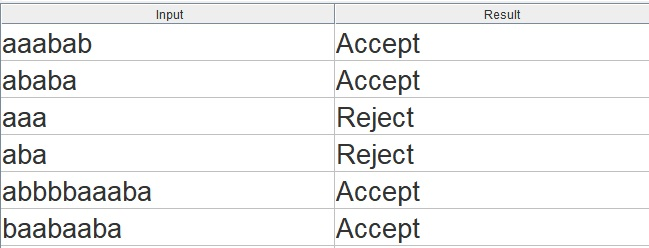 Input Result
aaabab Accept
ababa Accept
aaa Reject
aba Reject
abbbbaaaba Accept
baabaaba Accept